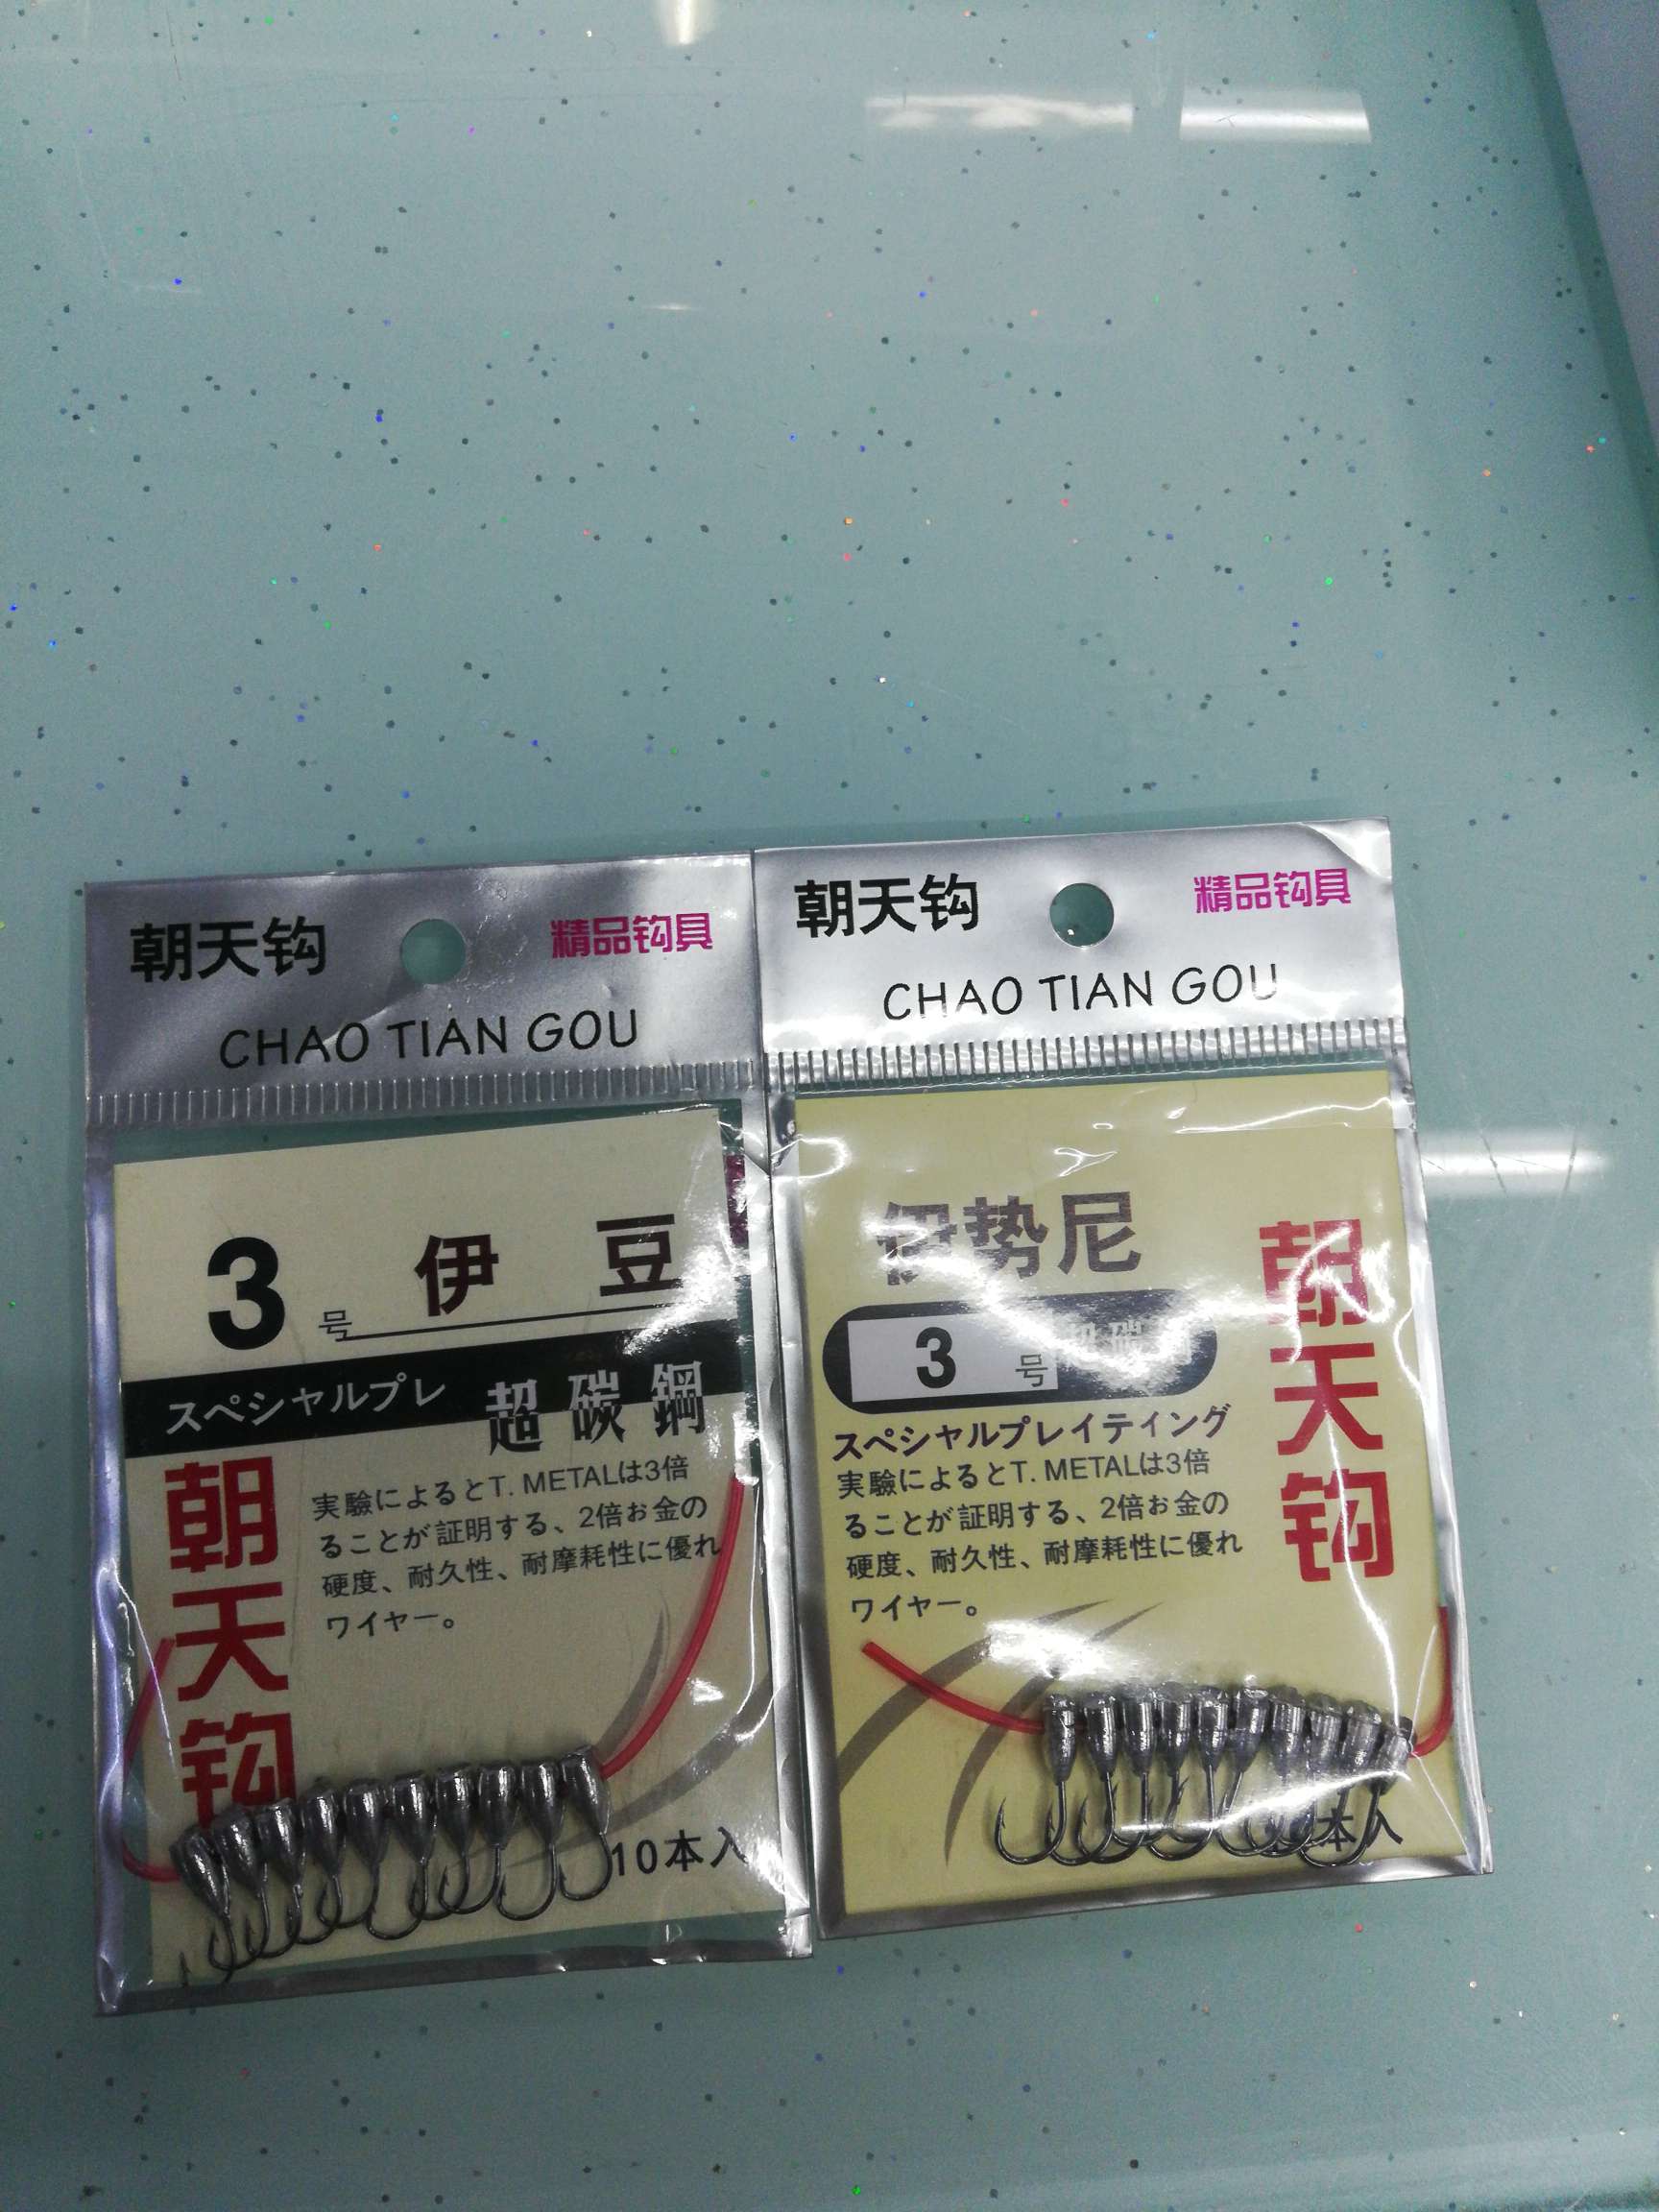 朝天钩
精品钩具
CHAO TIAN GOU
3号 伊豆
スペシャルプレ 超碳鋼
朝天钩
実驗によるとT. METALは3倍
ることが証明する、2倍お金の
硬度、耐久性、耐摩耗性に優れ
ワイヤー。
10本入
朝天钩
精品钩具
CHAO TIAN GOU
伊势尼
3号 超碳鋼
朝天钩
スペシャルプレイティング
実驗によるとT. METALは3倍
ることが証明する、2倍お金の
硬度、耐久性、耐摩耗性に優れ
ワイヤー。
本入